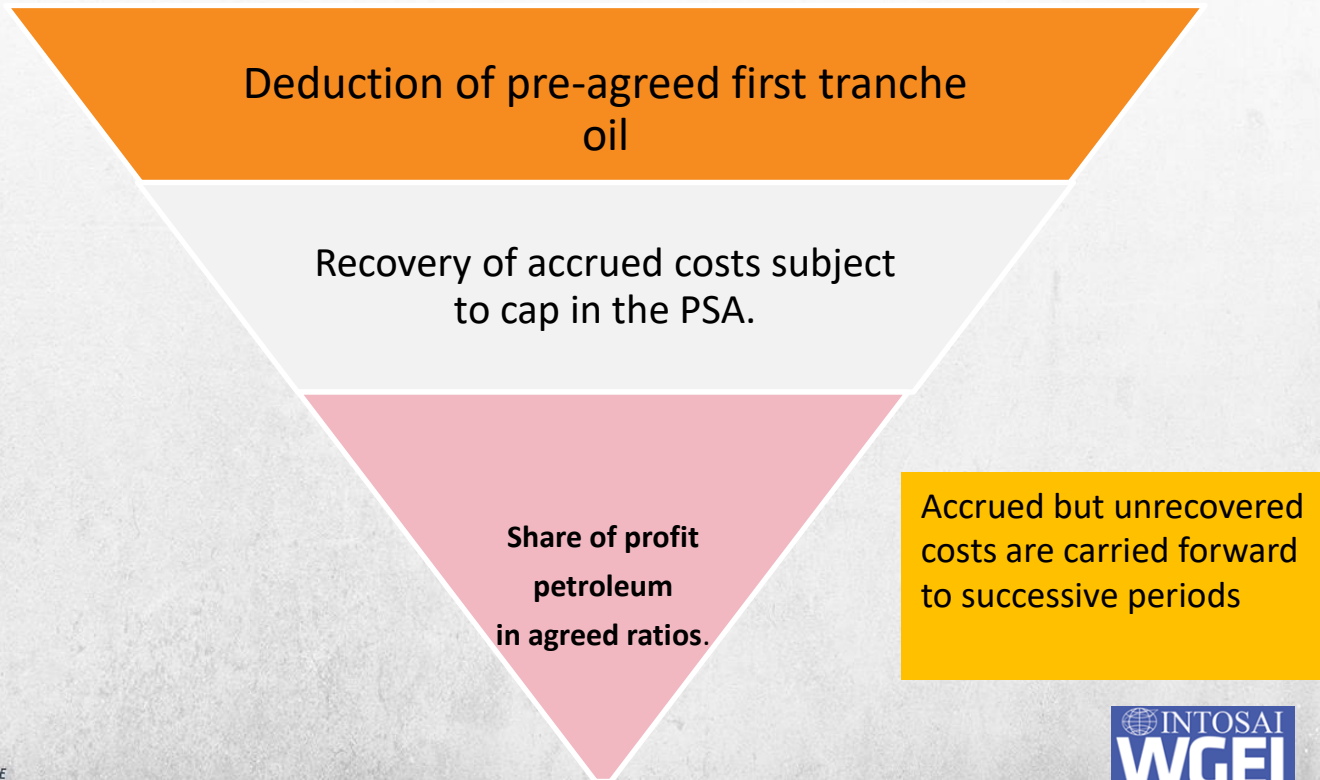 Deduction of pre-agreed first tranche
oil
Recovery of accrued costs subject
to cap in the PSA.
Share of profit
petroleum
in agreed ratios.
Accrued but unrecovered
costs are carried forward
to successive periods
INTOSAI
WGEI
E